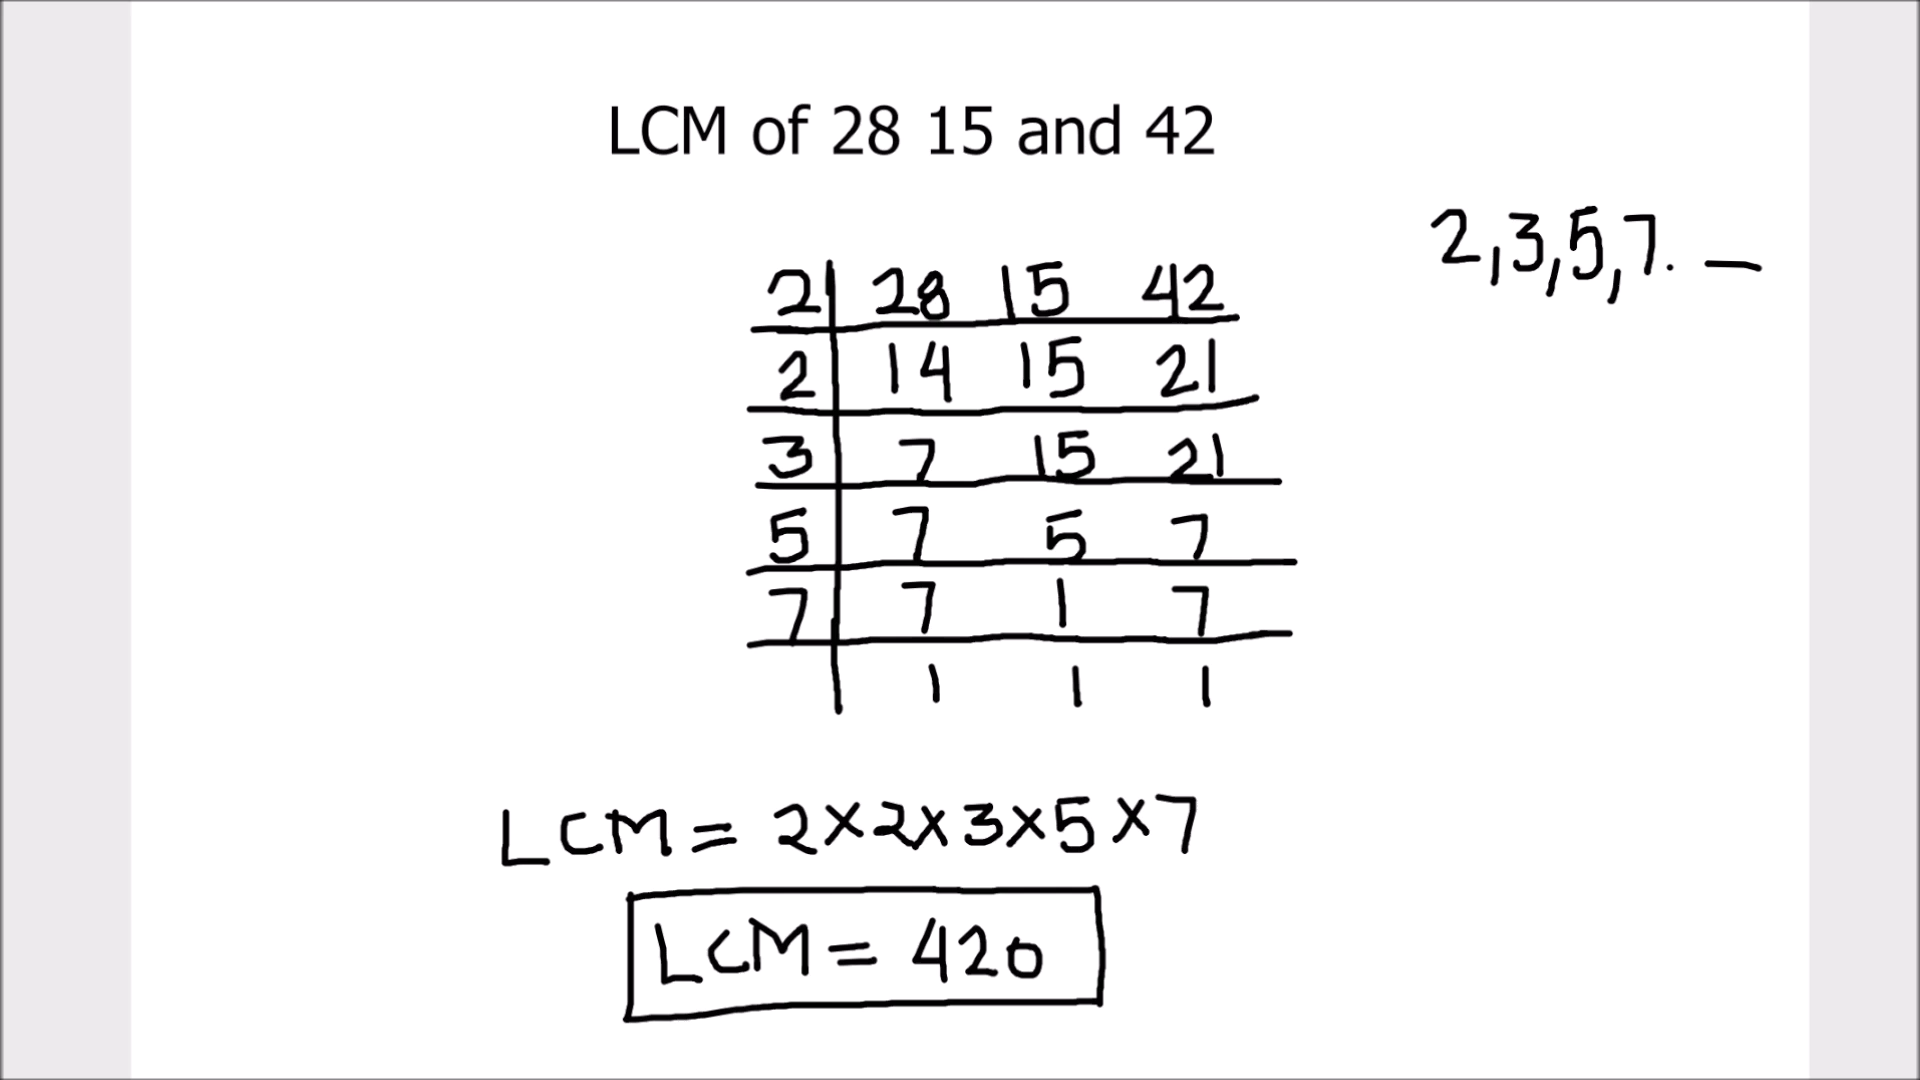 LCM of 28 15 and 42
2,3,5,7. _
2 28 15 42
2 14 15 21
3 7 15 21
5 7 5 7
7 7 1 7
1 1 1
LCM = 2×2×3×5×7
LCM = 420